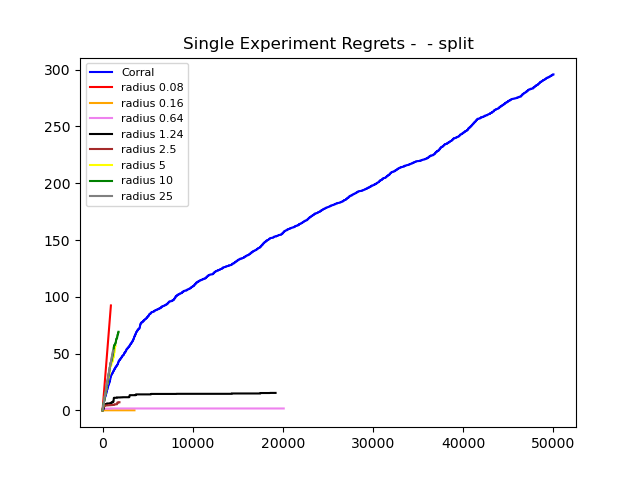 Single Experiment Regrets -  - split
300
250
200
150
100
50
0
Corral
radius 0.08
radius 0.16
radius 0.64
radius 1.24
radius 2.5
radius 5
radius 10
radius 25
0 10000 20000 30000 40000 50000